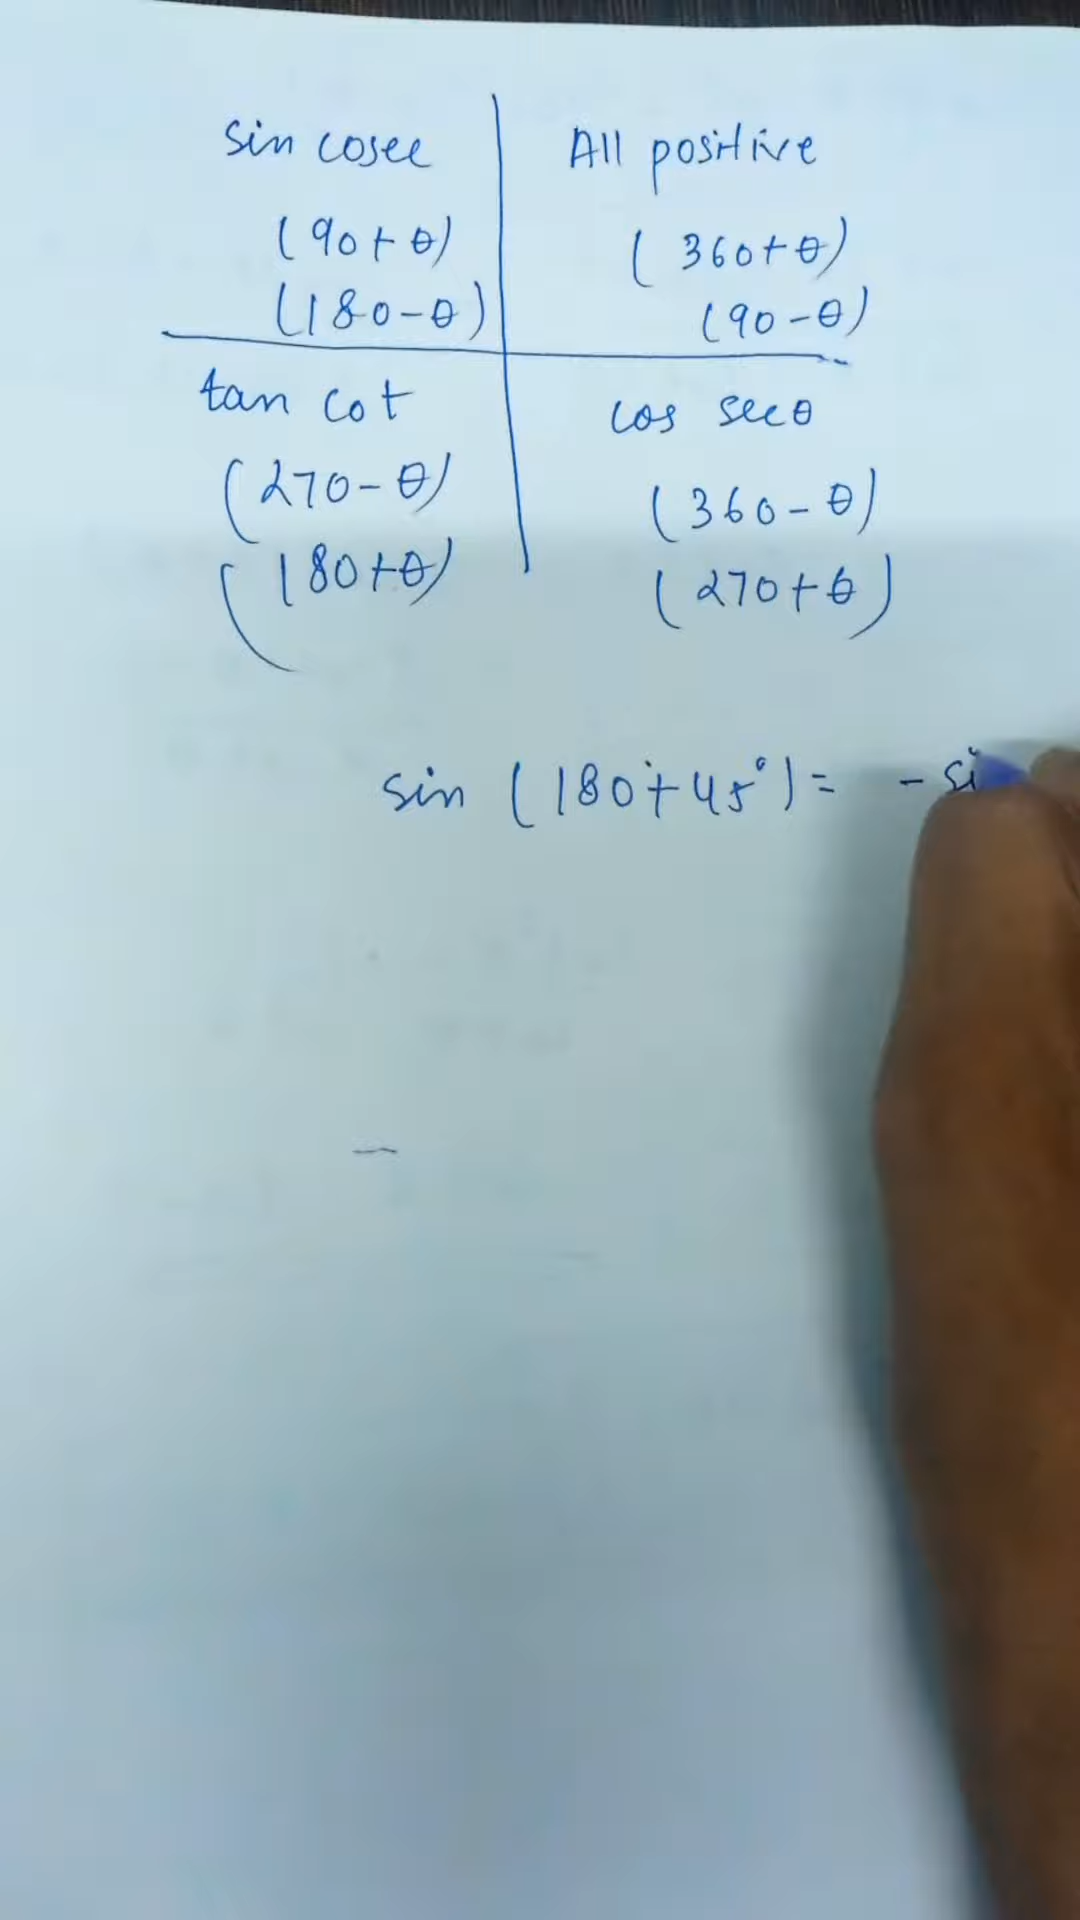 sin cosec
(90+θ)
(180-θ)
All positive
(360+θ)
(90-θ)
tan cot
(270-θ)
(180+θ)
cos secθ
(360-θ)
(270+θ)
sin (180°+45°)= - si